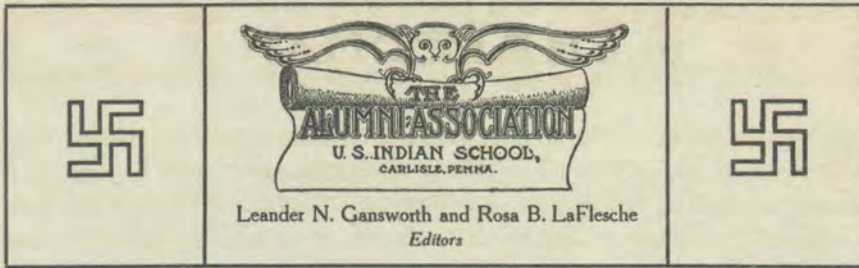 THE
ALUMNI-ASSOCIATION
U. S. INDIAN SCHOOL,
CARLISLE, PENNA.
Leander N. Gansworth and Rosa B. LaFlesche
Editors